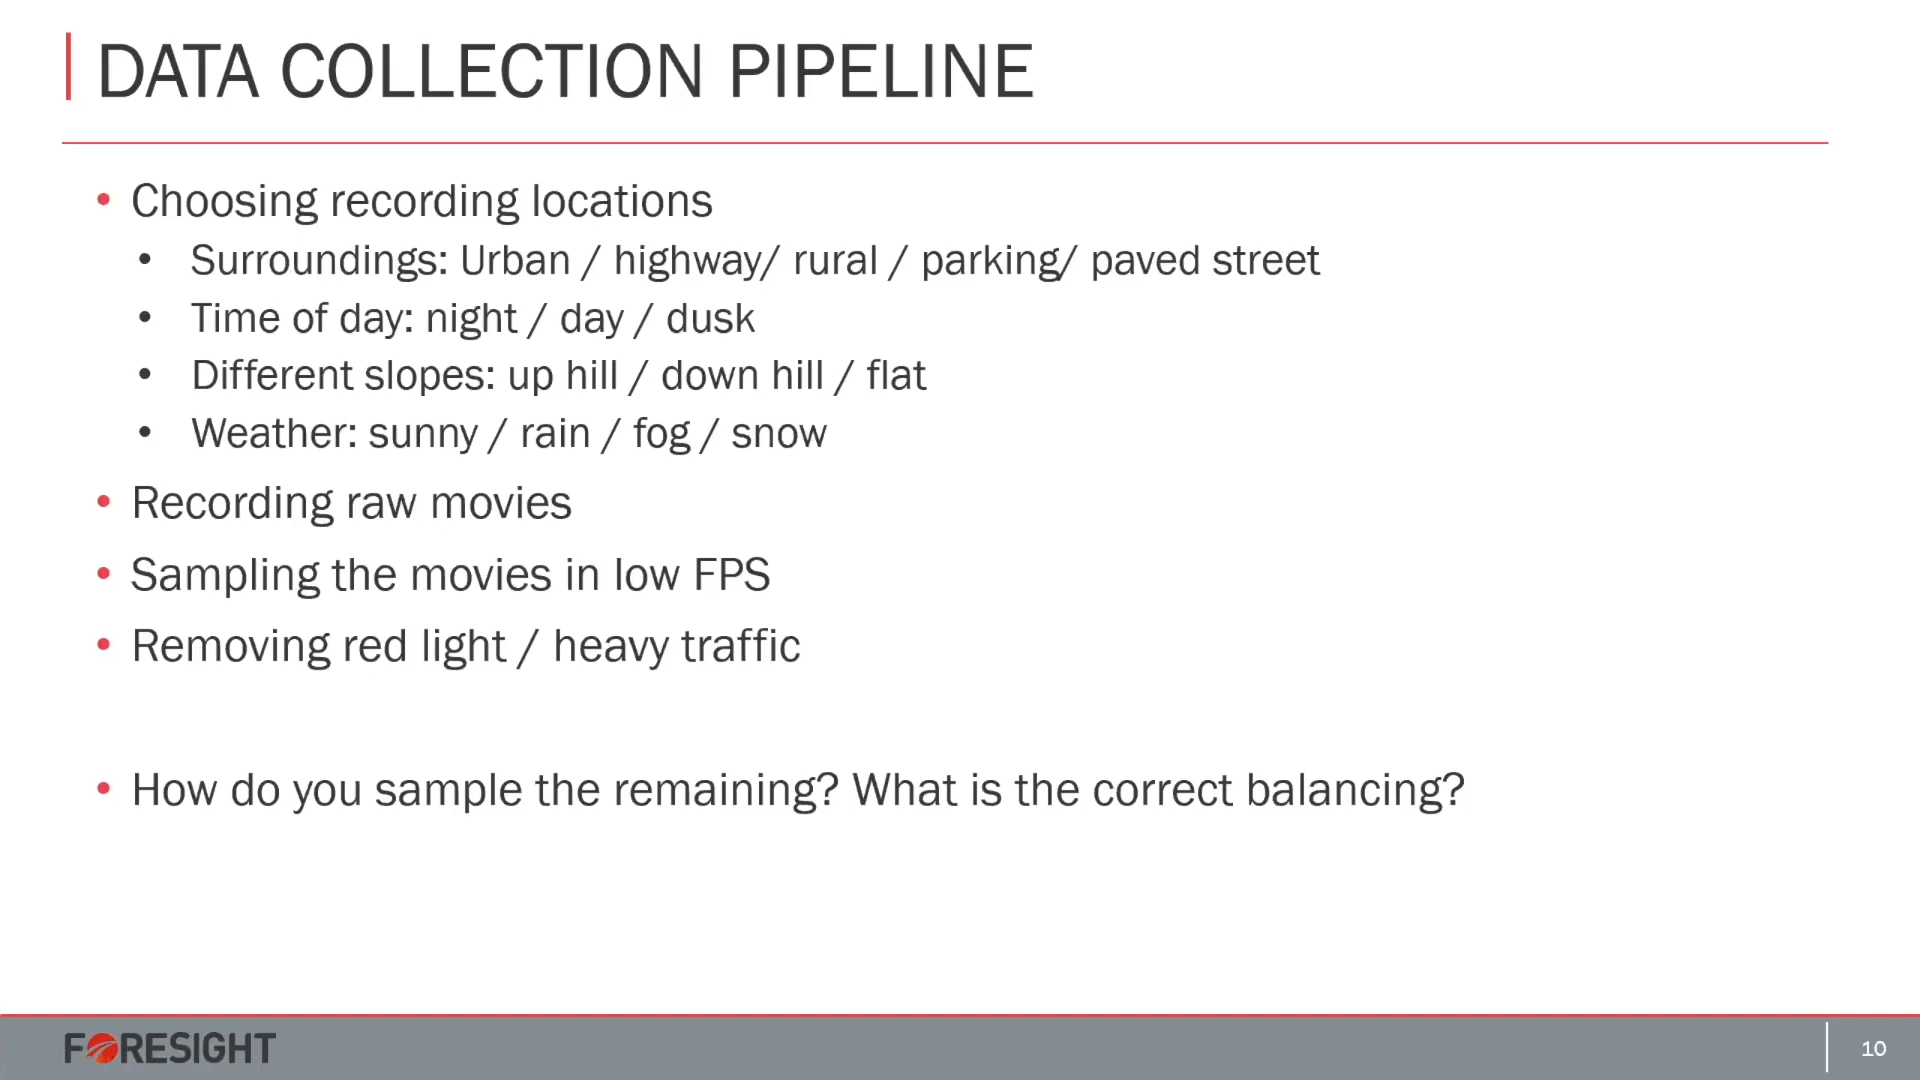 DATA COLLECTION PIPELINE
• Choosing recording locations
• Surroundings: Urban / highway/ rural / parking/ paved street
• Time of day: night / day / dusk
• Different slopes: up hill / down hill / flat
• Weather: sunny / rain / fog / snow
• Recording raw movies
• Sampling the movies in low FPS
• Removing red light / heavy traffic
• How do you sample the remaining? What is the correct balancing?
FORESIGHT
10